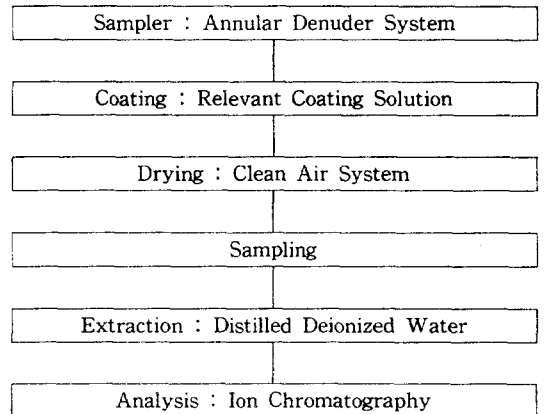 Sampler : Annular Denuder System
Coating : Relevant Coating Solution
Drying : Clean Air System
Sampling
Extraction : Distilled Deionized Water
Analysis : Ion Chromatography